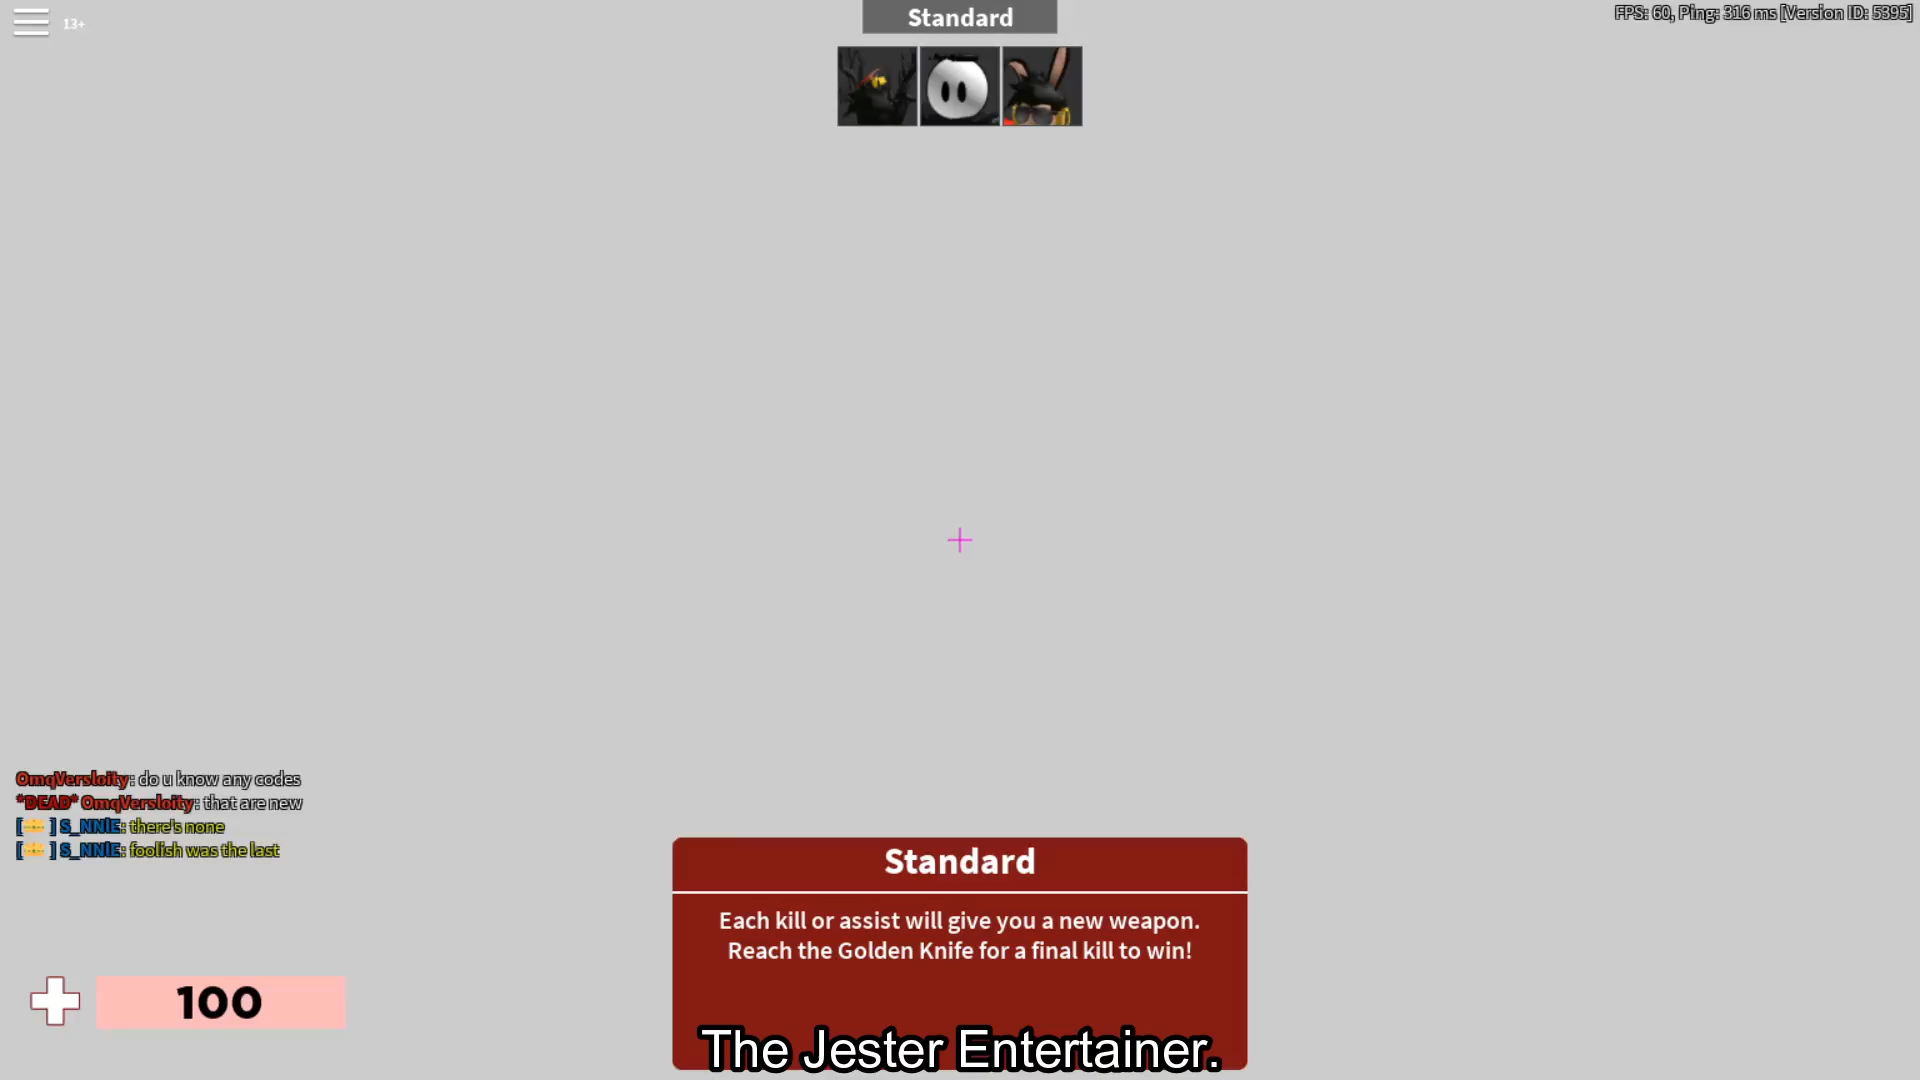 13+
Standard
FPS: 60, Ping: 316 ms [Version ID: 5395]
OmqVersloity: do u know any codes
*DEAD* OmqVersloity: that are new
[ ] S_NNlE: there's none
[ ] S_NNlE: foolish was the last
Standard
Each kill or assist will give you a new weapon.
Reach the Golden Knife for a final kill to win!
100
The Jester Entertainer.